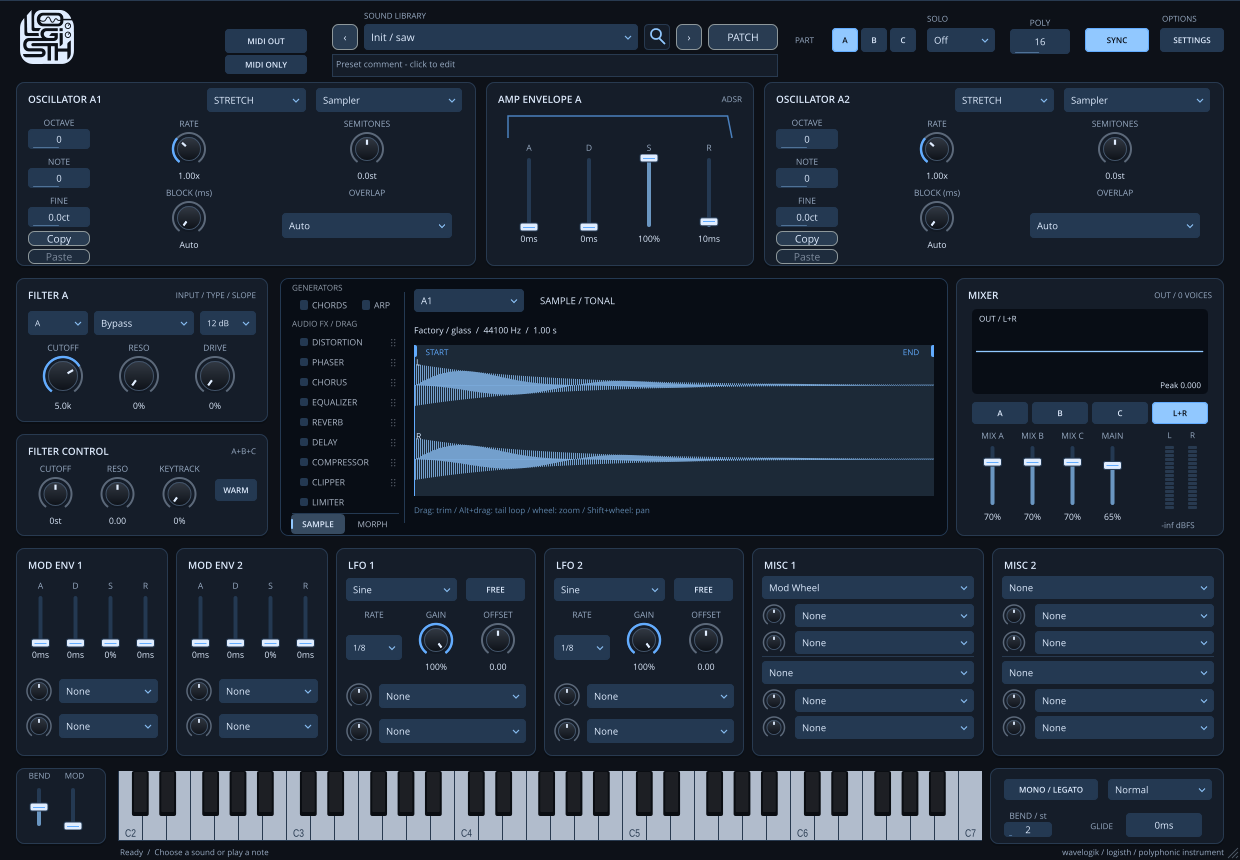 LOGISTH
SOUND LIBRARY
MIDI OUT
MIDI ONLY
‹ Init / saw › PATCH
Preset comment - click to edit
PART A B C
SOLO
Off
POLY
16
SYNC
OPTIONS
SETTINGS
OSCILLATOR A1 STRETCH Sampler
OCTAVE RATE SEMITONES
0
1.00x 0.0st
NOTE
0
BLOCK (ms) OVERLAP
FINE
0.0ct
Auto Auto
Copy
Paste
AMP ENVELOPE A ADSR
A D S R
0ms 0ms 100% 10ms
OSCILLATOR A2 STRETCH Sampler
OCTAVE RATE SEMITONES
0
1.00x 0.0st
NOTE
0
BLOCK (ms) OVERLAP
FINE
0.0ct
Auto Auto
Copy
Paste
FILTER A INPUT / TYPE / SLOPE
A Bypass 12 dB
CUTOFF RESO DRIVE
5.0k 0% 0%
FILTER CONTROL A+B+C
CUTOFF RESO KEYTRACK
WARM
0st 0.00 0%
GENERATORS
CHORDS ARP
AUDIO FX / DRAG
DISTORTION
PHASER
CHORUS
EQUALIZER
REVERB
DELAY
COMPRESSOR
CLIPPER
LIMITER
SAMPLE MORPH
A1 SAMPLE / TONAL
Factory / glass / 44100 Hz / 1.00 s
START END
L
R
Drag: trim / Alt+drag: tail loop / wheel: zoom / Shift+wheel: pan
MIXER OUT / 0 VOICES
OUT / L+R
Peak 0.000
A B C L+R
MIX A MIX B MIX C MAIN L R
70% 70% 70% 65%
-inf dBFS
MOD ENV 1
A D S R
0ms 0ms 0% 0ms
None
None
MOD ENV 2
A D S R
0ms 0ms 0% 0ms
None
None
LFO 1
Sine FREE
RATE GAIN OFFSET
1/8
100% 0.00
None
None
LFO 2
Sine FREE
RATE GAIN OFFSET
1/8
100% 0.00
None
None
MISC 1
Mod Wheel
None
None
None
None
None
MISC 2
None
None
None
None
None
None
BEND MOD
C2 C3 C4 C5 C6 C7
MONO / LEGATO Normal
BEND / st
2
GLIDE 0ms
Ready / Choose a sound or play a note
wavelogik / logisth / polyphonic instrument